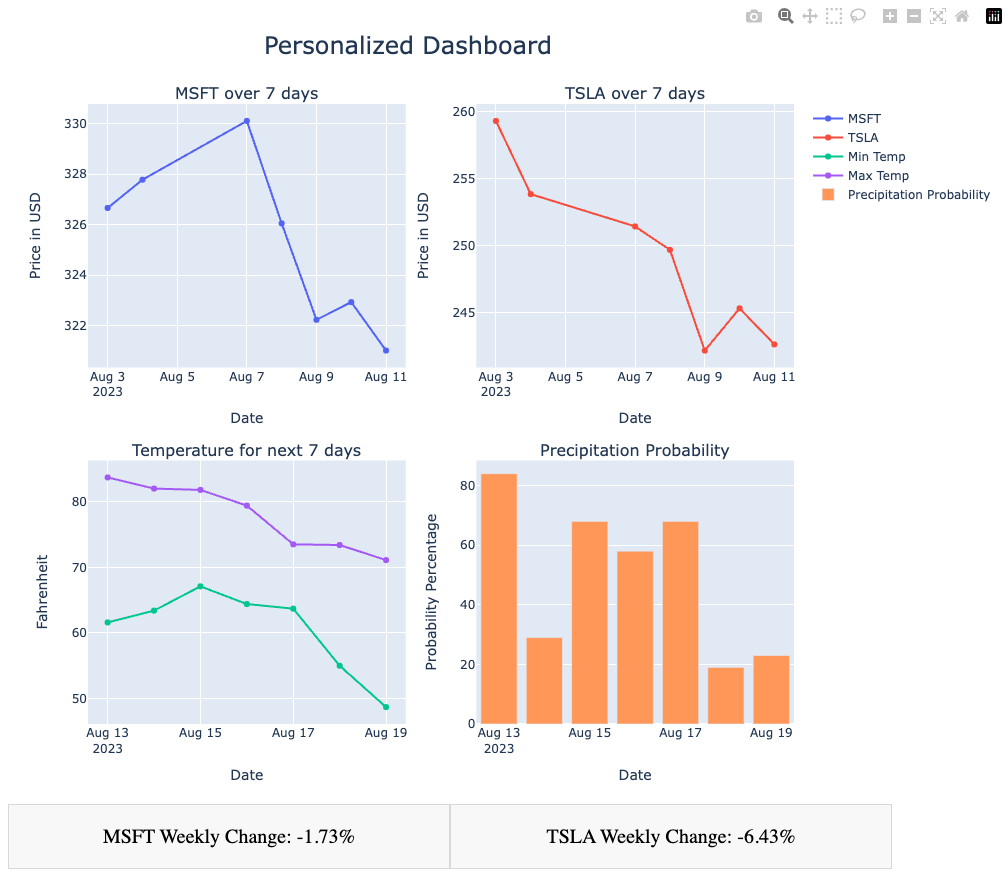 Personalized Dashboard
MSFT over 7 days
Price in USD
330
328
326
324
322
Aug 3
2023
Aug 5
Aug 7
Aug 9
Aug 11
Date
TSLA over 7 days
Price in USD
260
255
250
245
Aug 3
2023
Aug 5
Aug 7
Aug 9
Aug 11
Date
MSFT
TSLA
Min Temp
Max Temp
Precipitation Probability
Temperature for next 7 days
Fahrenheit
80
70
60
50
Aug 13
2023
Aug 15
Aug 17
Aug 19
Date
Precipitation Probability
Probability Percentage
80
60
40
20
0
Aug 13
2023
Aug 15
Aug 17
Aug 19
Date
MSFT Weekly Change: -1.73%
TSLA Weekly Change: -6.43%